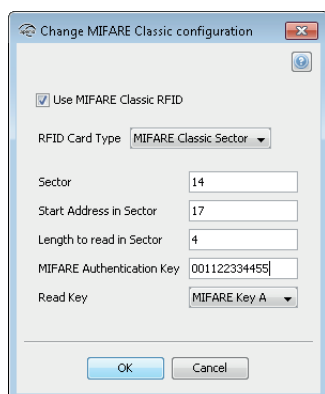 Change MIFARE Classic configuration
Use MIFARE Classic RFID
RFID Card Type MIFARE Classic Sector
Sector 14
Start Address in Sector 17
Length to read in Sector 4
MIFARE Authentication Key 001122334455
Read Key MIFARE Key A
OK Cancel